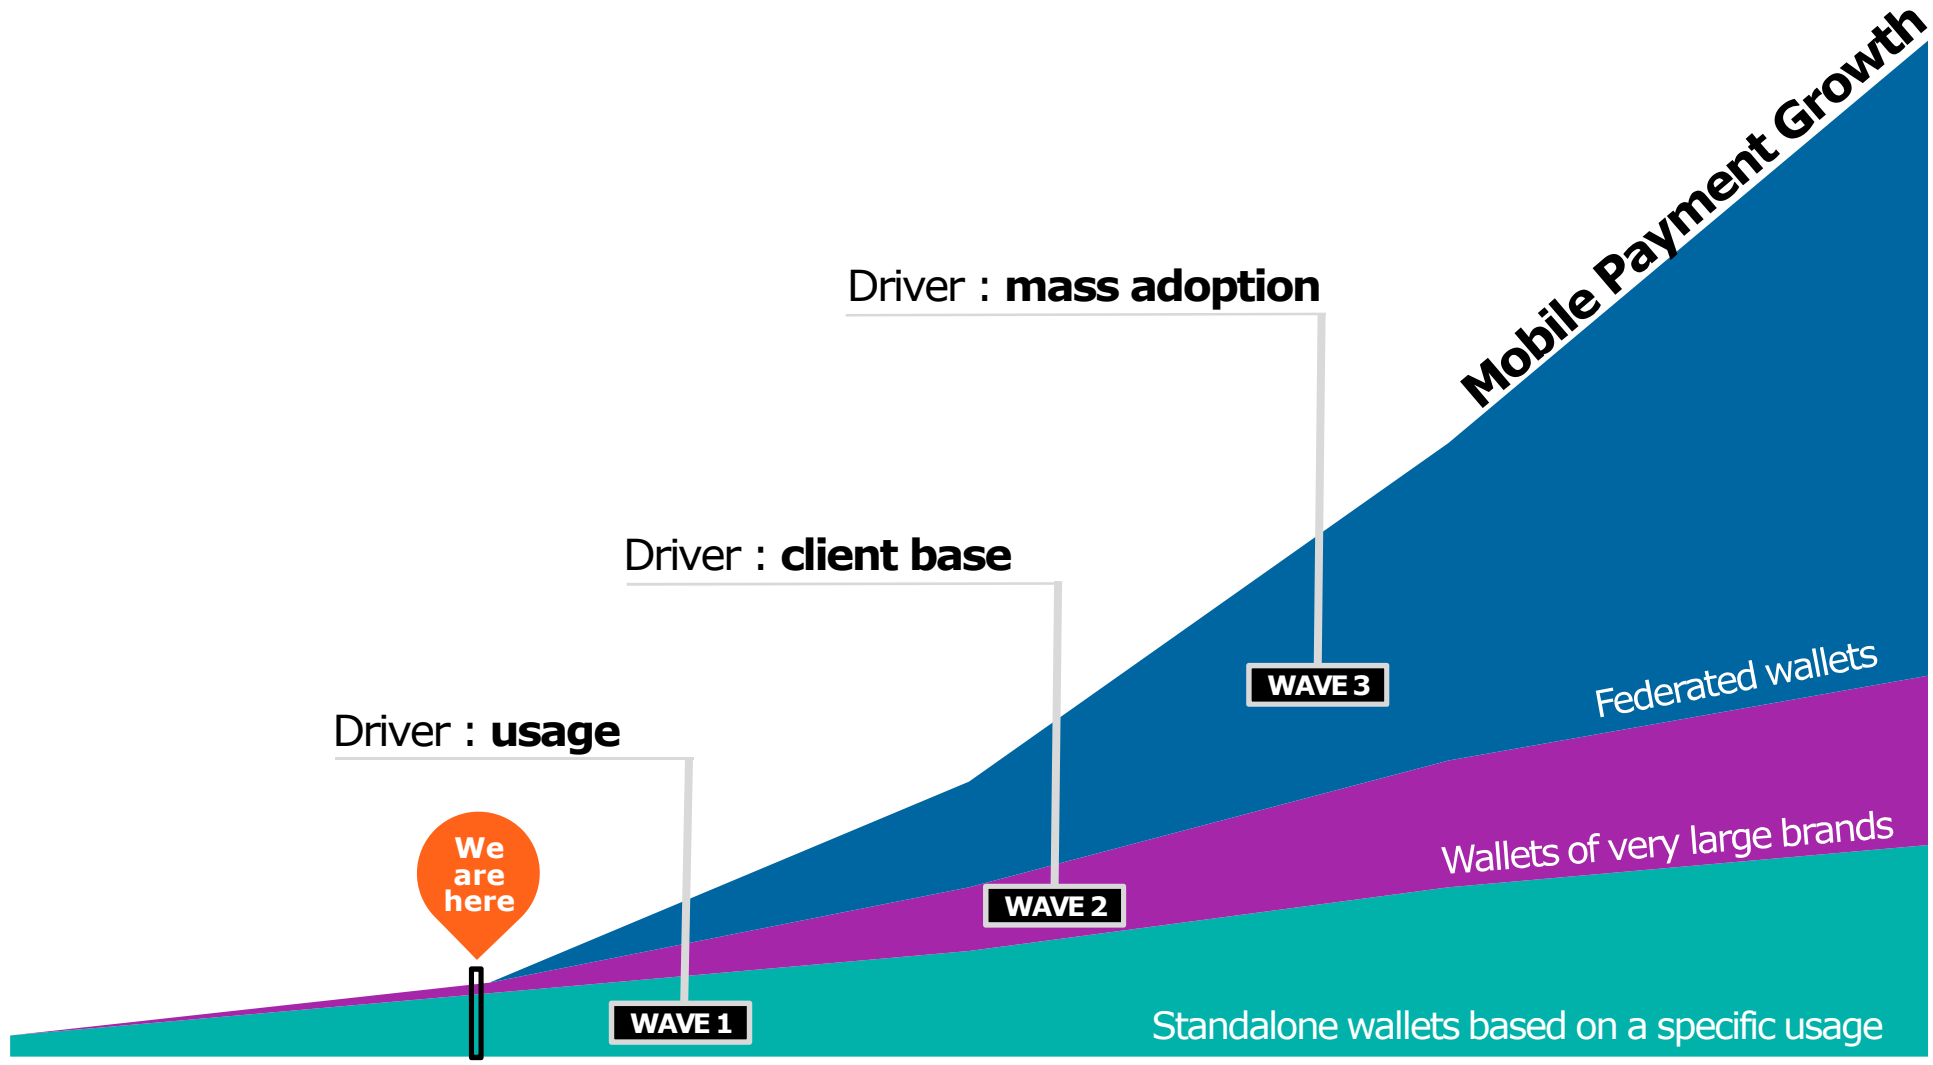 Mobile Payment Growth
Driver : mass adoption
Driver : client base
Driver : usage
We
are
here
WAVE 3
WAVE 2
WAVE 1
Federated wallets
Wallets of very large brands
Standalone wallets based on a specific usage